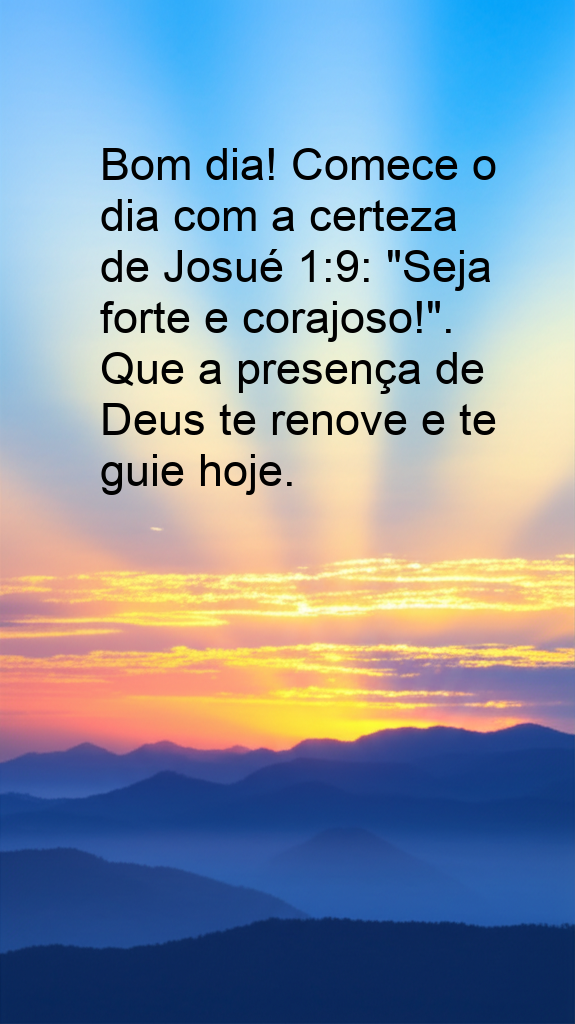 Bom dia! Comece o
dia com a certeza
de Josué 1:9: "Seja
forte e corajoso!".
Que a presença de
Deus te renove e te
guie hoje.